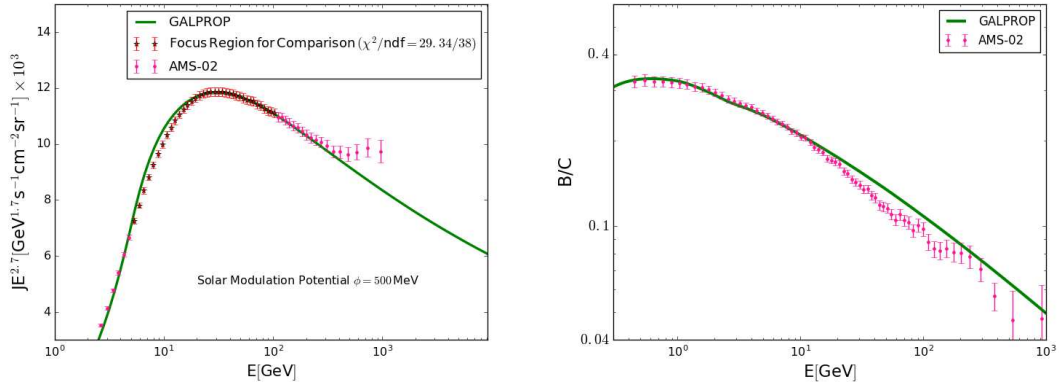 GALPROP
Focus Region for Comparison (χ²/ndf = 29.34/38)
AMS-02
JE^2.7[GeV^1.7 s^−1 cm^−2 sr^−1] × 10^3
14
12
10
8
6
4
Solar Modulation Potential ϕ = 500 MeV
10^0
10^1
10^2
10^3
E[GeV]
GALPROP
AMS-02
B/C
0.4
0.1
0.04
10^0
10^1
10^2
10^3
E[GeV]